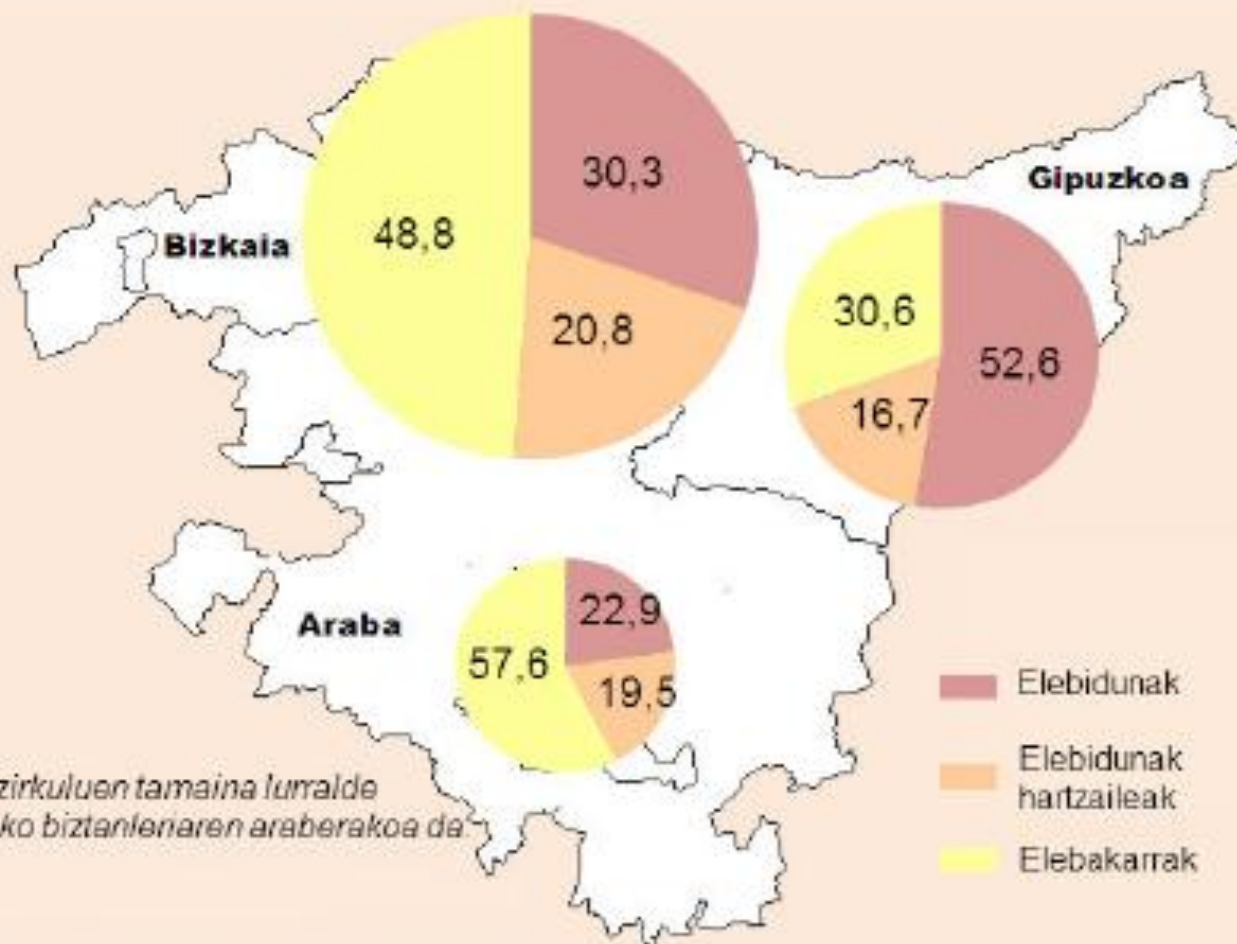 30,3
48,8
20,8
Bizkaia
Gipuzkoa
30,6
52,6
16,7
22,9
57,6
19,5
Araba
Elebidunak
Elebidunak
hartzaileak
Elebakarrak
zirkuluen tamaina lurralde
ko biztanleriaren araberakoa da.